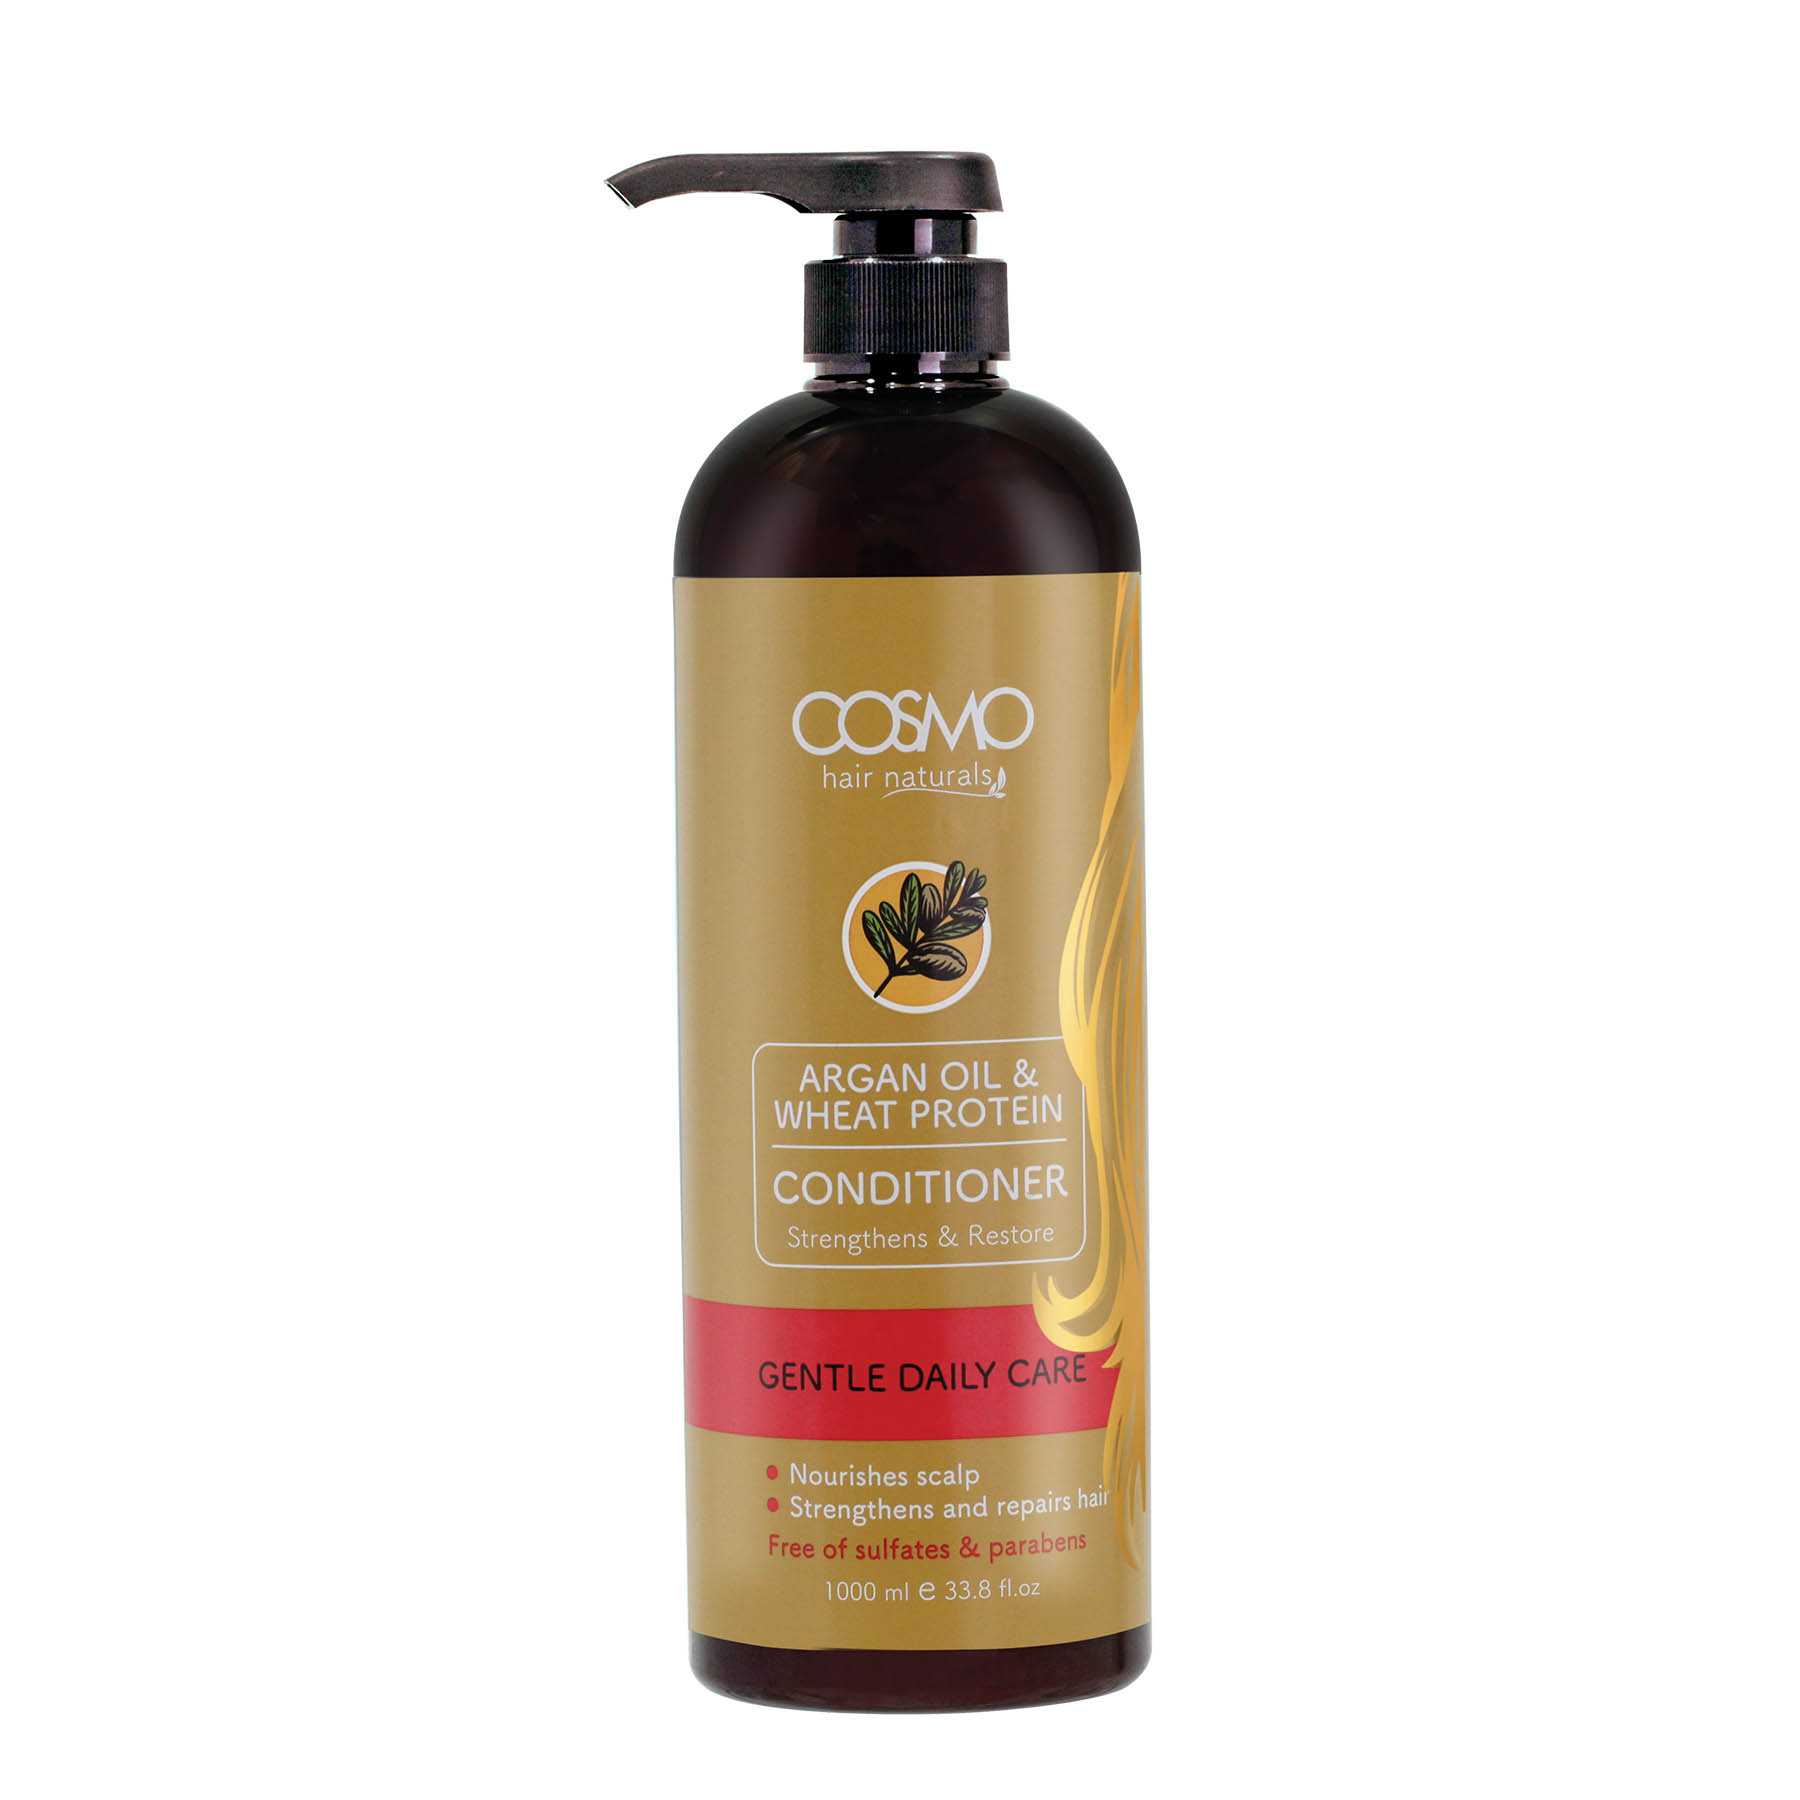 COSMO
hair naturals
ARGAN OIL &
WHEAT PROTEIN
CONDITIONER
Strengthens & Restore
GENTLE DAILY CARE
• Nourishes scalp
• Strengthens and repairs hair
Free of sulfates & parabens
1000 ml e 33.8 fl.oz